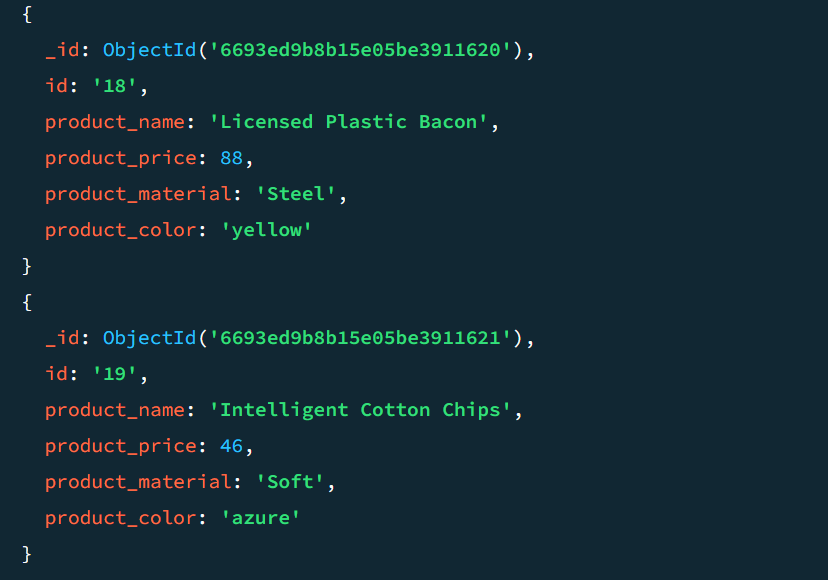 {
_id: ObjectId('6693ed9b8b15e05be3911620'),
id: '18',
product_name: 'Licensed Plastic Bacon',
product_price: 88,
product_material: 'Steel',
product_color: 'yellow'
}
{
_id: ObjectId('6693ed9b8b15e05be3911621'),
id: '19',
product_name: 'Intelligent Cotton Chips',
product_price: 46,
product_material: 'Soft',
product_color: 'azure'
}